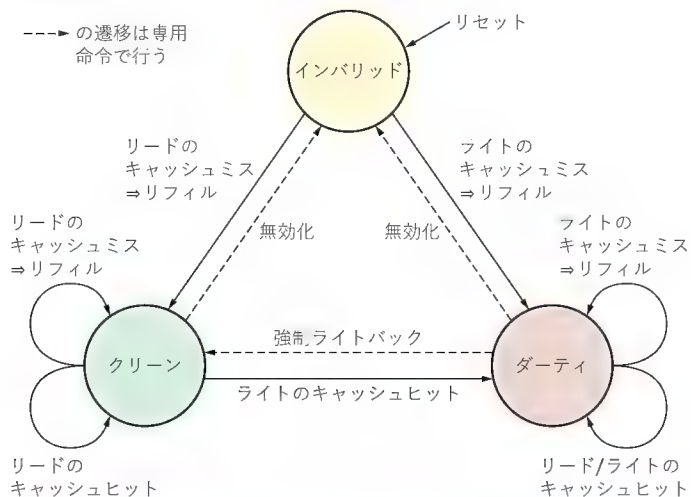 の遷移は専用
命令で行う
リセット
インバリッド
リードの
キャッシュミス
⇒リフィル
ライトの
キャッシュミス
⇒リフィル
無効化
無効化
リードの
キャッシュミス
⇒リフィル
ライトの
キャッシュミス
⇒リフィル
クリーン
強制ライトバック
ダーティ
ライトのキャッシュヒット
リードの
キャッシュヒット
リード/ライトの
キャッシュヒット